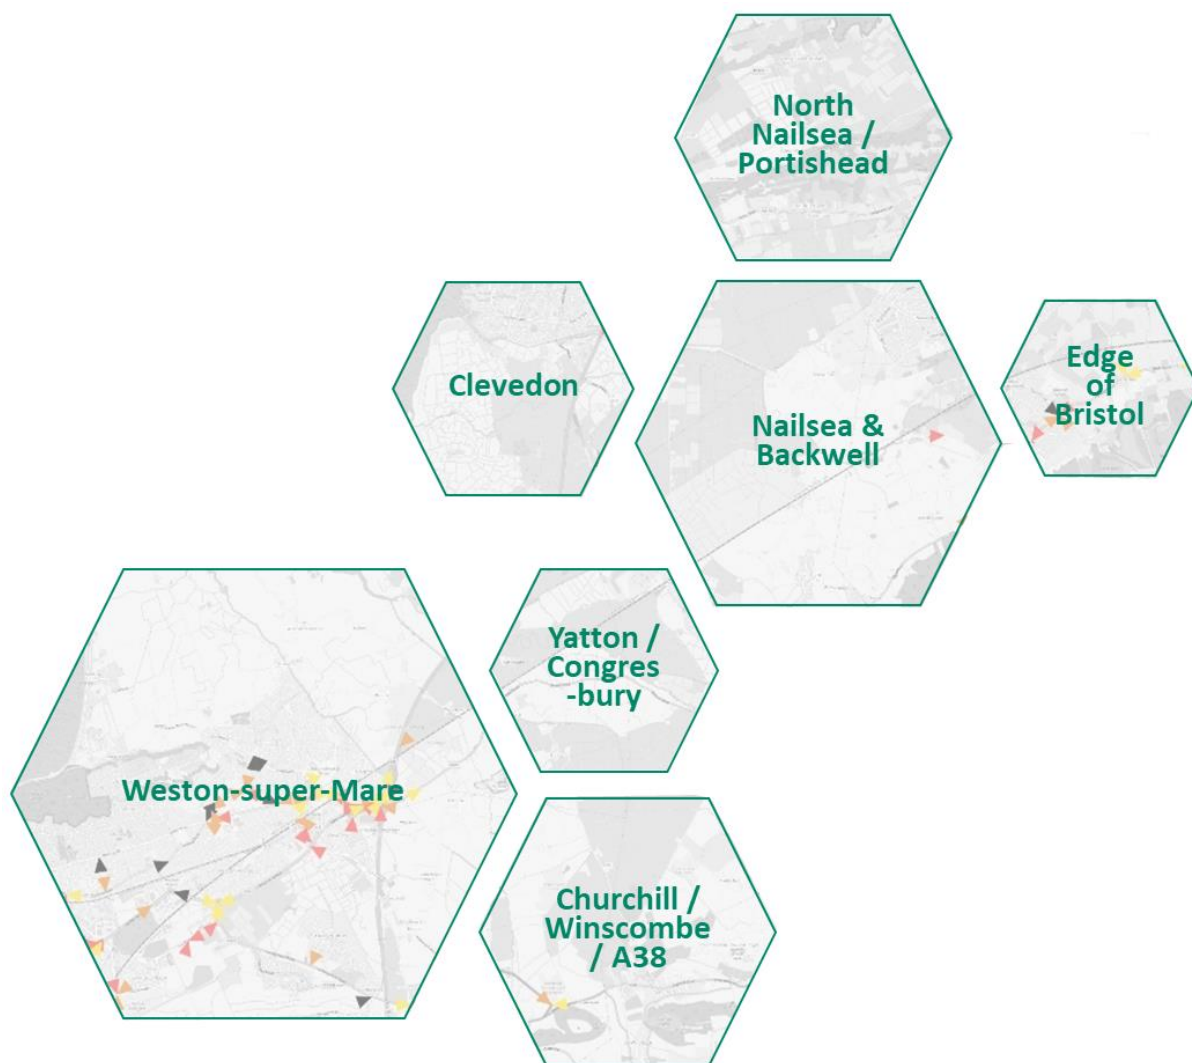 North
Nailsea /
Portishead
Clevedon
Nailsea &
Backwell
Edge
of
Bristol
Yatton /
Congres
-bury
Weston-super-Mare
Churchill /
Winscombe
/ A38